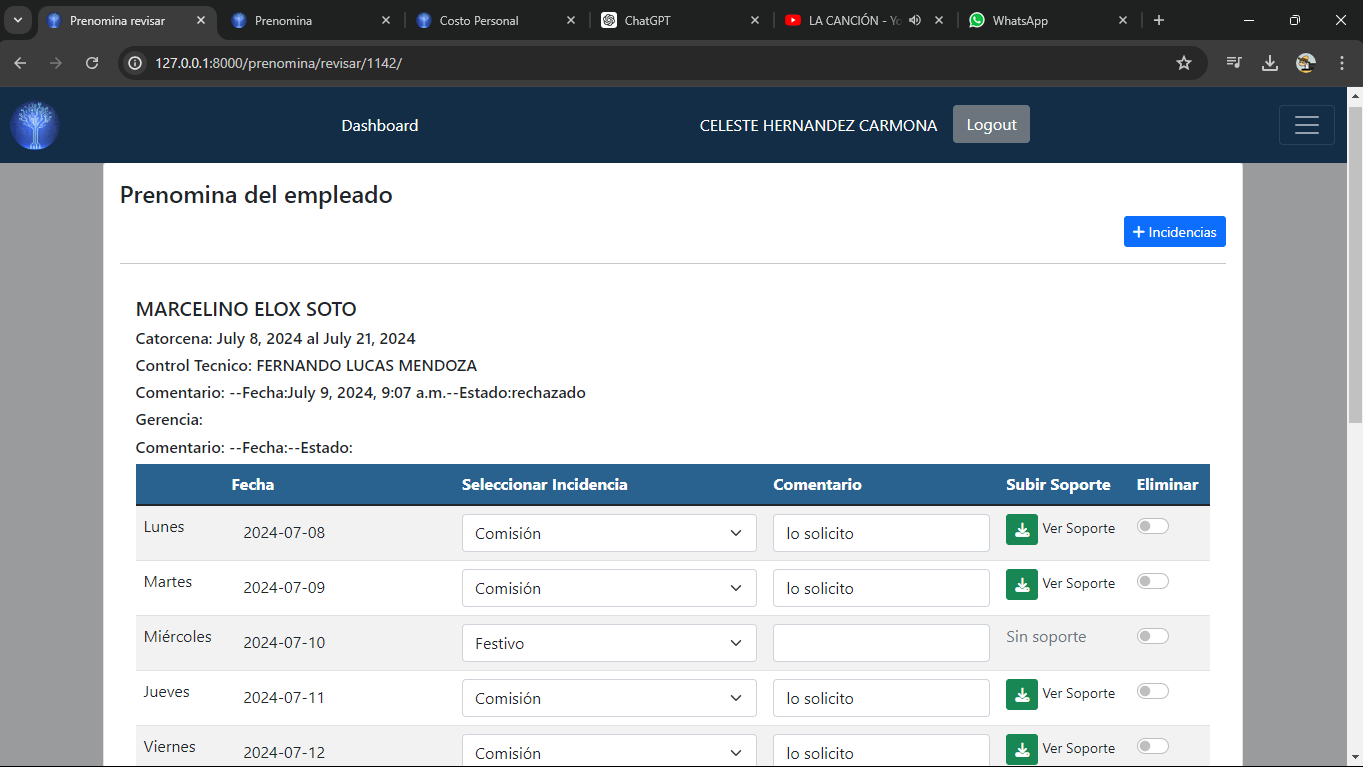 Prenomina revisar
Prenomina
Costo Personal
ChatGPT
LA CANCIÓN - Yo
WhatsApp
127.0.0.1:8000/prenomina/revisar/1142/
Dashboard
CELESTE HERNANDEZ CARMONA
Logout
Prenomina del empleado
+ Incidencias
MARCELINO ELOX SOTO
Catorcena: July 8, 2024 al July 21, 2024
Control Tecnico: FERNANDO LUCAS MENDOZA
Comentario: --Fecha:July 9, 2024, 9:07 a.m.--Estado:rechazado
Gerencia:
Comentario: --Fecha:--Estado:
Fecha Seleccionar Incidencia Comentario Subir Soporte Eliminar
Lunes 2024-07-08 Comisión lo solicito Ver Soporte
Martes 2024-07-09 Comisión lo solicito Ver Soporte
Miércoles 2024-07-10 Festivo Sin soporte
Jueves 2024-07-11 Comisión lo solicito Ver Soporte
Viernes 2024-07-12 Comisión lo solicito Ver Soporte